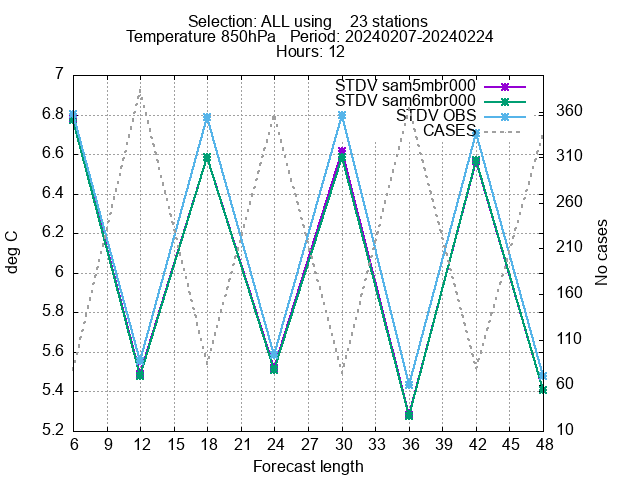 Selection: ALL using 23 stations
Temperature 850hPa Period: 20240207-20240224
Hours: 12
STDV sam5mbr000
STDV sam6mbr000
STDV OBS
CASES
7
6.8
6.6
6.4
6.2
6
5.8
5.6
5.4
5.2
deg C
360
310
260
210
160
110
60
10
No cases
6 9 12 15 18 21 24 27 30 33 36 39 42 45 48
Forecast length